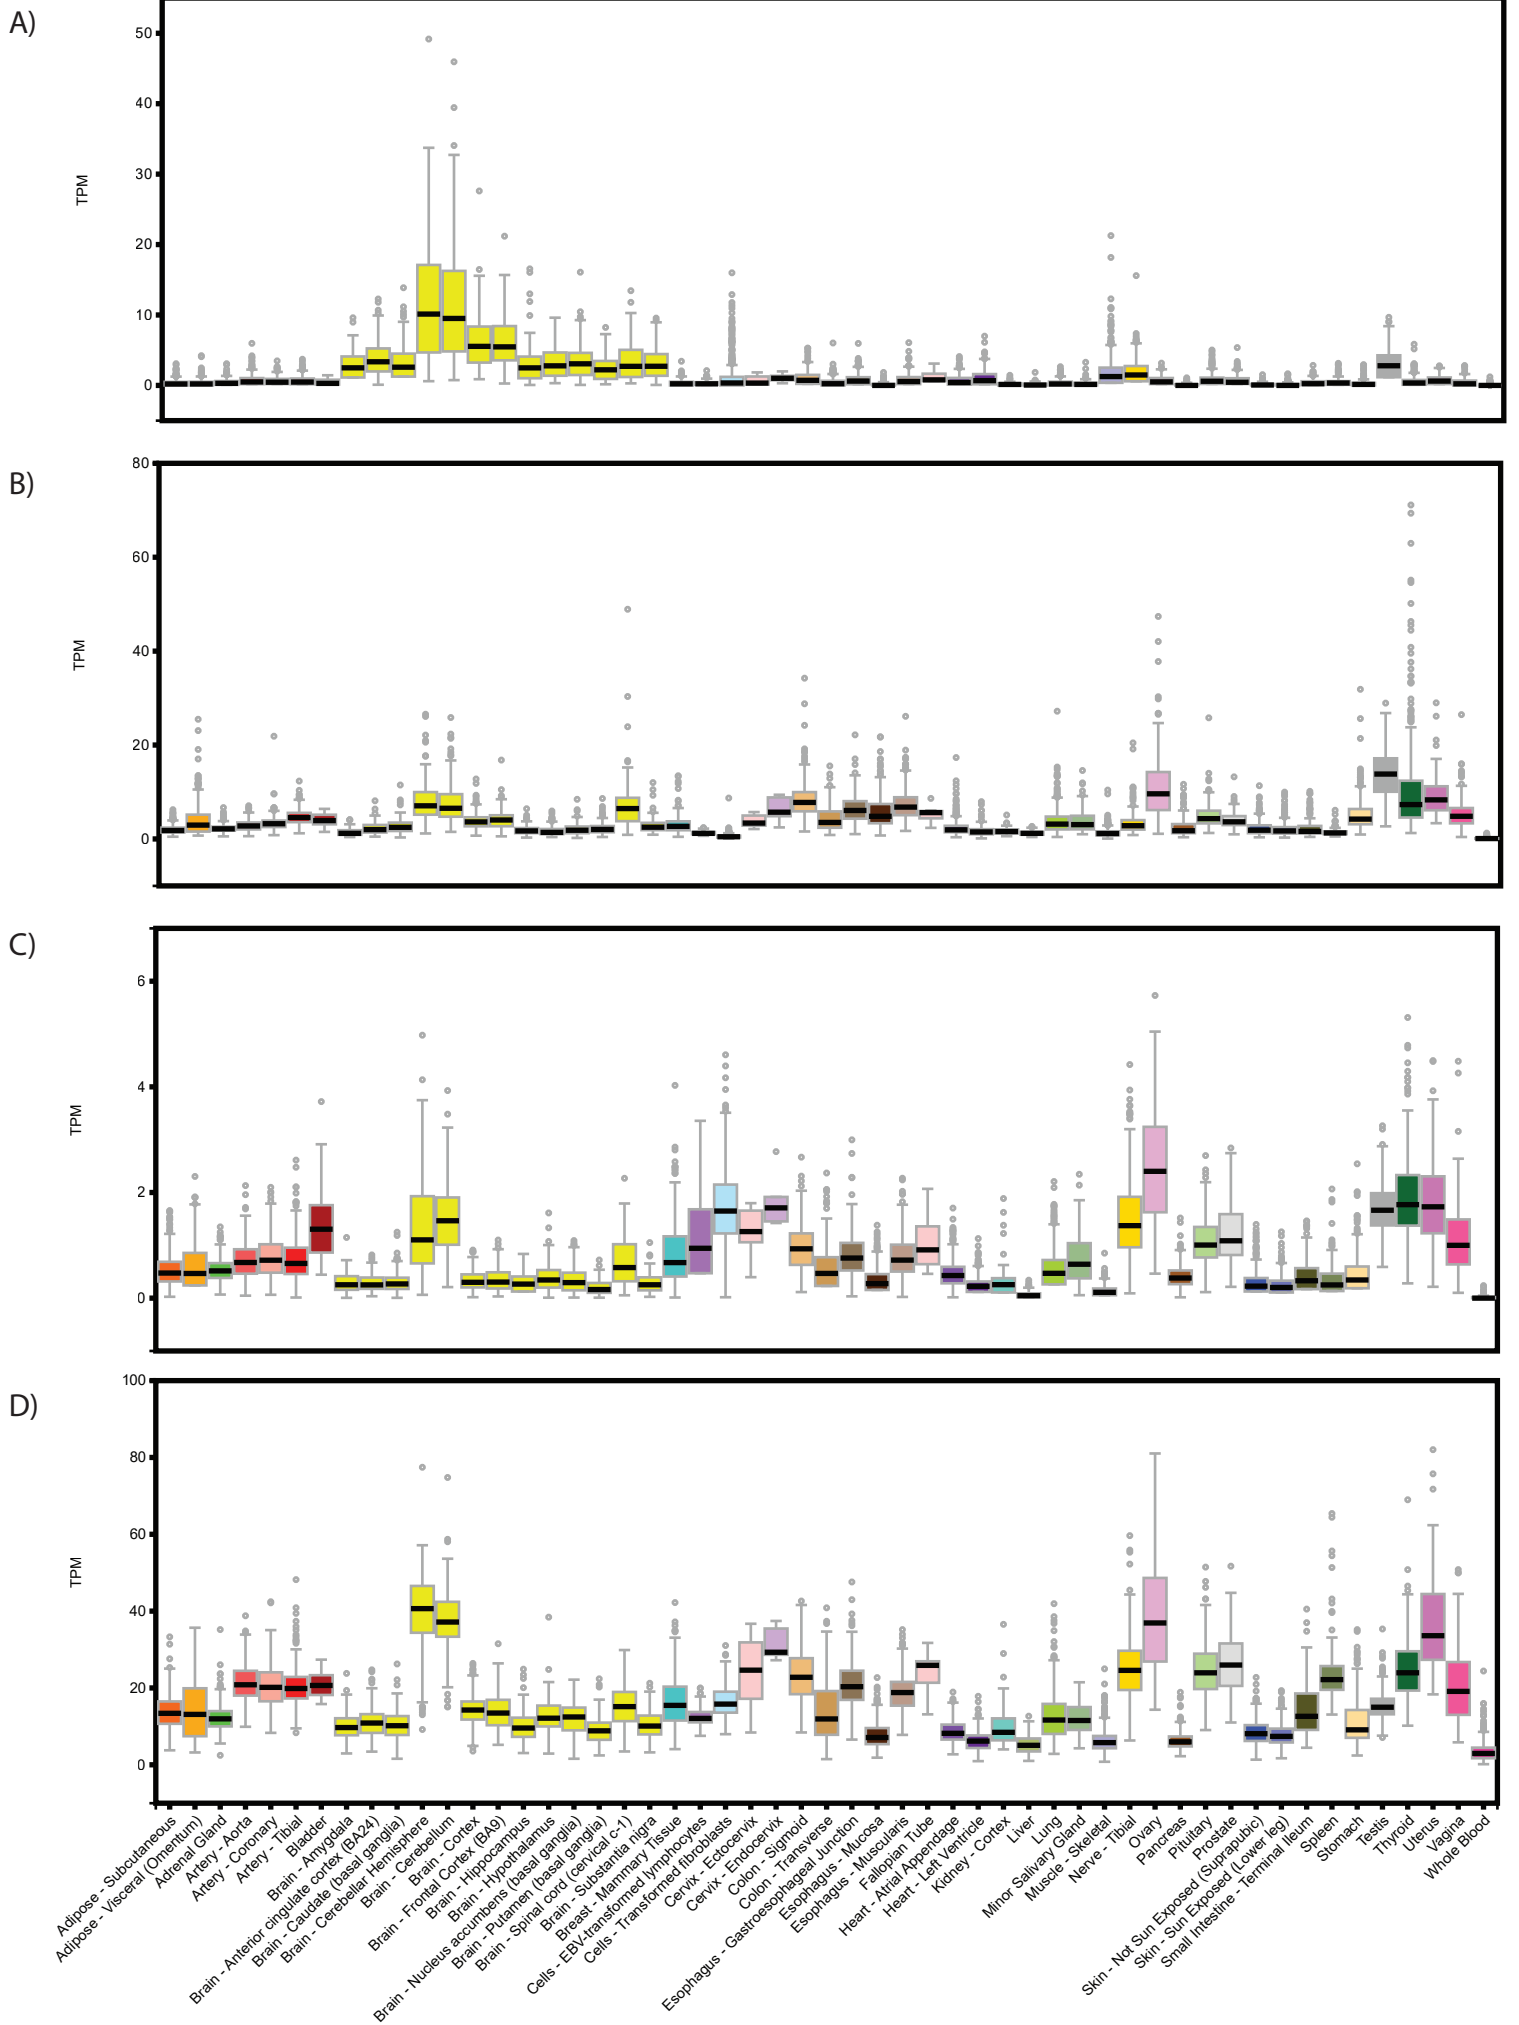 A)
50
40
30
20
10
0
TPM
B)
80
60
40
20
0
TPM
C)
6
4
2
0
TPM
D)
100
80
60
40
20
0
TPM
Adipose - Subcutaneous
Adipose - Visceral (Omentum)
Adrenal Gland
Artery - Aorta
Artery - Coronary
Artery - Tibial
Bladder
Brain - Amygdala
Brain - Anterior cingulate cortex (BA24)
Brain - Caudate (basal ganglia)
Brain - Cerebellar Hemisphere
Brain - Cerebellum
Brain - Cortex
Brain - Frontal Cortex (BA9)
Brain - Hippocampus
Brain - Hypothalamus
Brain - Nucleus accumbens (basal ganglia)
Brain - Putamen (basal ganglia)
Brain - Spinal cord (cervical c-1)
Brain - Substantia nigra
Breast - Mammary Tissue
Cells - EBV-transformed lymphocytes
Cells - Transformed fibroblasts
Cervix - Ectocervix
Cervix - Endocervix
Colon - Sigmoid
Colon - Transverse
Esophagus - Gastroesophageal Junction
Esophagus - Mucosa
Esophagus - Muscularis
Fallopian Tube
Heart - Atrial Appendage
Heart - Left Ventricle
Kidney - Cortex
Liver
Lung
Minor Salivary Gland
Muscle - Skeletal
Nerve - Tibial
Ovary
Pancreas
Pituitary
Prostate
Skin - Not Sun Exposed (Suprapubic)
Skin - Sun Exposed (Lower leg)
Small Intestine - Terminal Ileum
Spleen
Stomach
Testis
Thyroid
Uterus
Vagina
Whole Blood